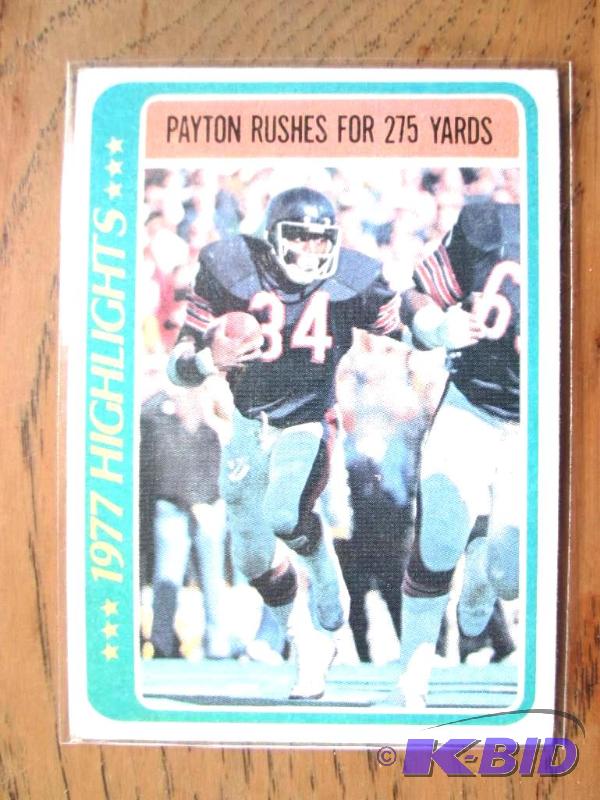 PAYTON RUSHES FOR 275 YARDS
★★★ 1977 HIGHLIGHTS ★★★
34
6
© K-BID